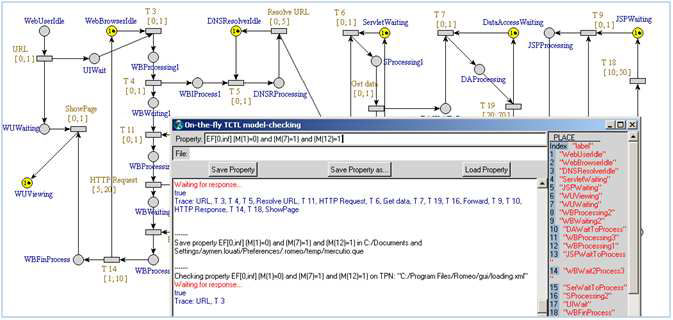 WebUserIdle
WebBrowserIdle
T 3
[0,1]
DNSResolverIdle
Resolve URL
[0,5]
T 6
[0,1]
ServletWaiting
T 7
[0,1]
DataAccessWaiting
T 9
[0,1]
JSPWaiting
URL
[0,1]
UIWait
WBProcessing1
SProcessing1
DAProcessing
JSPProcessing
T 18
[10,50]
T 4
[0,1]
WBIProcess1
T 5
[0,1]
DNSRProcessing
Get data
[0,1]
T 19
[20,70]
ShowPage
[0,1]
WBWaiting1
WUWaiting
T 11
[0,1]
WBProcessing
HTTP Request
[5,20]
WUViewing
WBWaiting
WBFinProcess
WBProcess
T 14
[1,10]
On-the-fly TCTL model-checking
Property: EF[0,inf] (M(1)=0) and (M(7)=1) and (M(12)=1)
File:
Save Property
Save Property as...
Load Property
Waiting for response...
true
Trace: URL, T 3, T 4, T 5, Resolve URL, T 11, HTTP Request, T 6, Get data, T 7, T 19, T 16, Forward, T 9, T 10,
HTTP Response, T 14, T 18, ShowPage
------
Save property EF[0,inf] (M(1)=0) and (M(7)=1) and (M(12)=1) in C:/Documents and
Settings/aymen.louati/Preferences/.romeo/temp/mercutio.que
------
Checking property EF[0,inf] (M(1)=0) and (M(7)=1) and (M(12)=1) on TPN: "C:/Program Files/Romeo/gui/loading.xml"
Waiting for response...
true
Trace: URL, T 3
PLACE
Index "label"
1 "WebUserIdle"
2 "WebBrowserIdle"
3 "DNSResolverIdle"
4 "ServletWaiting"
5 "JSPWaiting"
6 "WUViewing"
7 "WUWaiting"
8 "WBProcessing2"
9 "WBWaiting2"
10 "DAWaitToProcess"
11 "WBProcessing3"
12 "WBProcessing1"
13 "JSPWaitToProcess
"
14 "WBWait2Process3
"
15 "SerWaitToProcess"
16 "SProcessing2"
17 "UIWait"
18 "WBFinProcess"